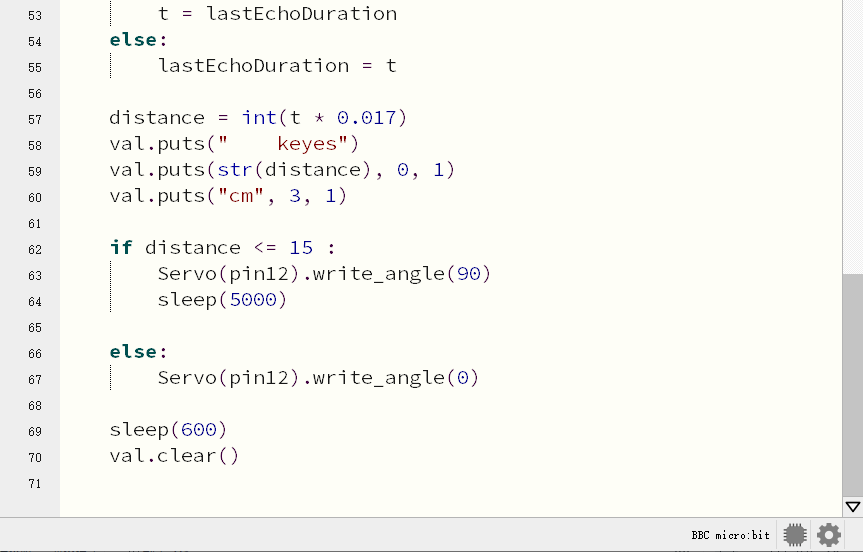 53 t = lastEchoDuration
54 else:
55 lastEchoDuration = t
56
57 distance = int(t * 0.017)
58 val.puts("    keyes")
59 val.puts(str(distance), 0, 1)
60 val.puts("cm", 3, 1)
61
62 if distance <= 15 :
63 Servo(pin12).write_angle(90)
64 sleep(5000)
65
66 else:
67 Servo(pin12).write_angle(0)
68
69 sleep(600)
70 val.clear()
71
BBC micro:bit